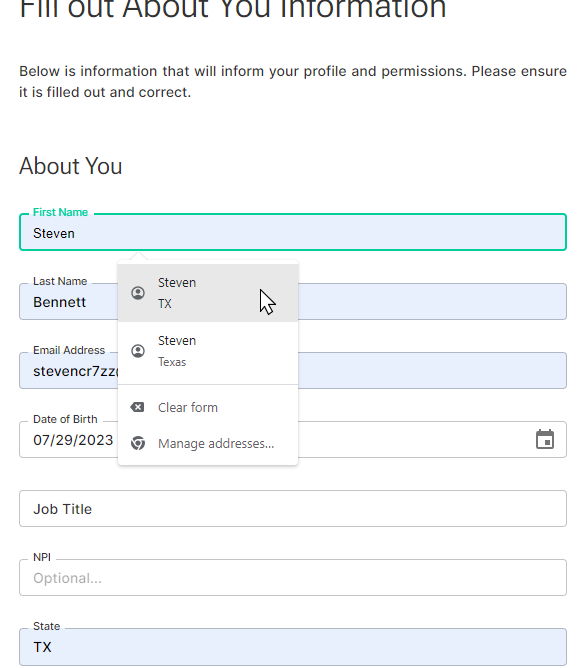 Fill out About You Information
Below is information that will inform your profile and permissions. Please ensure
it is filled out and correct.
About You
First Name
Steven
Steven
TX
Steven
Texas
Clear form
Manage addresses...
Last Name
Bennett
Email Address
stevencr7zz
Date of Birth
07/29/2023
Job Title
NPI
Optional...
State
TX